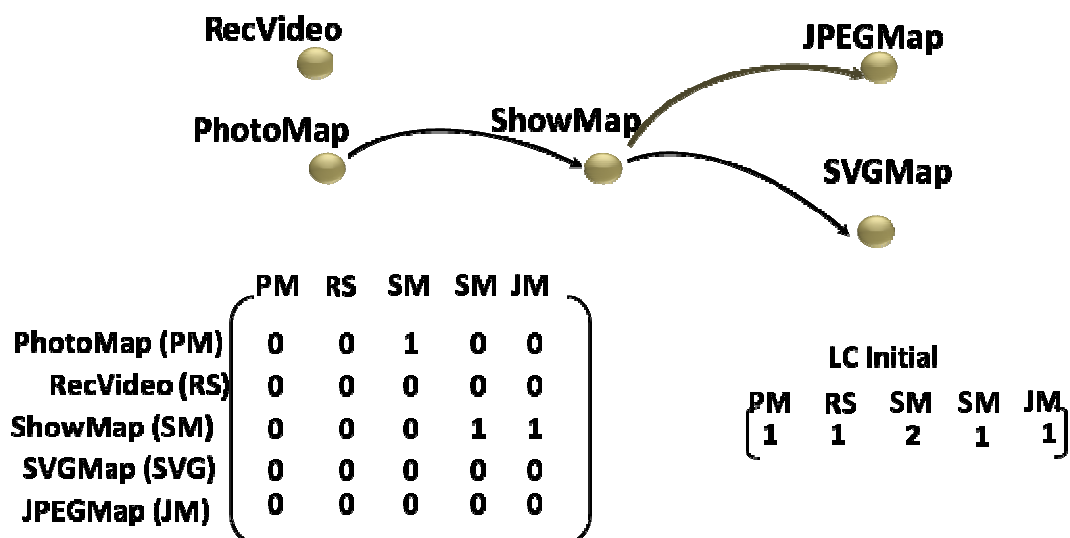 RecVideo
JPEGMap
PhotoMap
ShowMap
SVGMap
PM RS SM SM JM
PhotoMap (PM) 0 0 1 0 0
RecVideo (RS) 0 0 0 0 0
ShowMap (SM) 0 0 0 1 1
SVGMap (SVG) 0 0 0 0 0
JPEGMap (JM) 0 0 0 0 0
LC Initial
PM RS SM SM JM
1 1 2 1 1